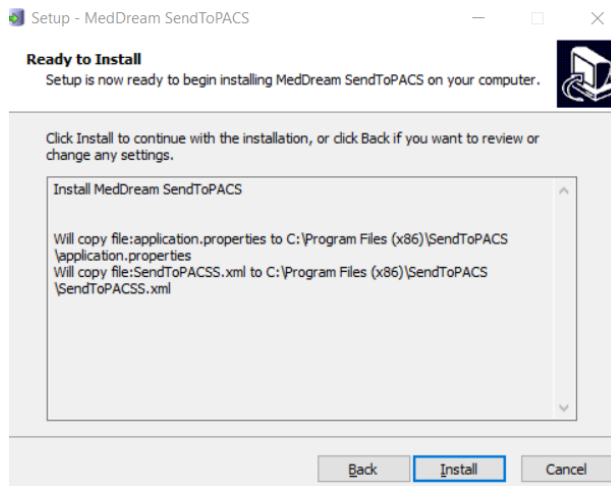 Setup - MedDream SendToPACS
Ready to Install
Setup is now ready to begin installing MedDream SendToPACS on your computer.
Click Install to continue with the installation, or click Back if you want to review or
change any settings.
Install MedDream SendToPACS
Will copy file:application.properties to C:\Program Files (x86)\SendToPACS
\application.properties
Will copy file:SendToPACSS.xml to C:\Program Files (x86)\SendToPACS
\SendToPACSS.xml
Back Install Cancel